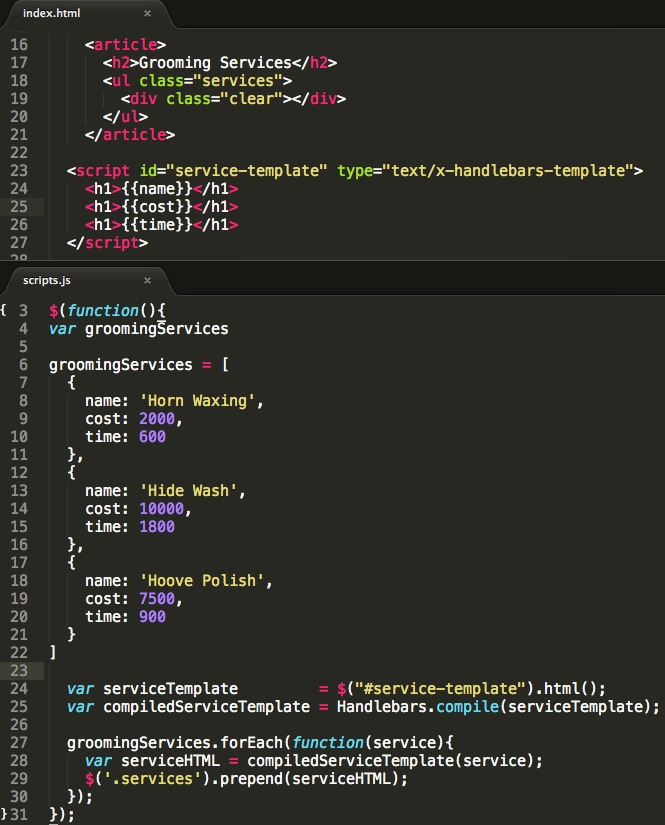 index.html ×
16 <article>
17 <h2>Grooming Services</h2>
18 <ul class="services">
19 <div class="clear"></div>
20 </ul>
21 </article>
22
23 <script id="service-template" type="text/x-handlebars-template">
24 <h1>{{name}}</h1>
25 <h1>{{cost}}</h1>
26 <h1>{{time}}</h1>
27 </script>
28
scripts.js ×
{ 3 $(function(){
4 var groomingServices
5
6 groomingServices = [
7 {
8 name: 'Horn Waxing',
9 cost: 2000,
10 time: 600
11 },
12 {
13 name: 'Hide Wash',
14 cost: 10000,
15 time: 1800
16 },
17 {
18 name: 'Hoove Polish',
19 cost: 7500,
20 time: 900
21 }
22 ]
23
24 var serviceTemplate = $("#service-template").html();
25 var compiledServiceTemplate = Handlebars.compile(serviceTemplate);
26
27 groomingServices.forEach(function(service){
28 var serviceHTML = compiledServiceTemplate(service);
29 $('.services').prepend(serviceHTML);
30 });
}31 });